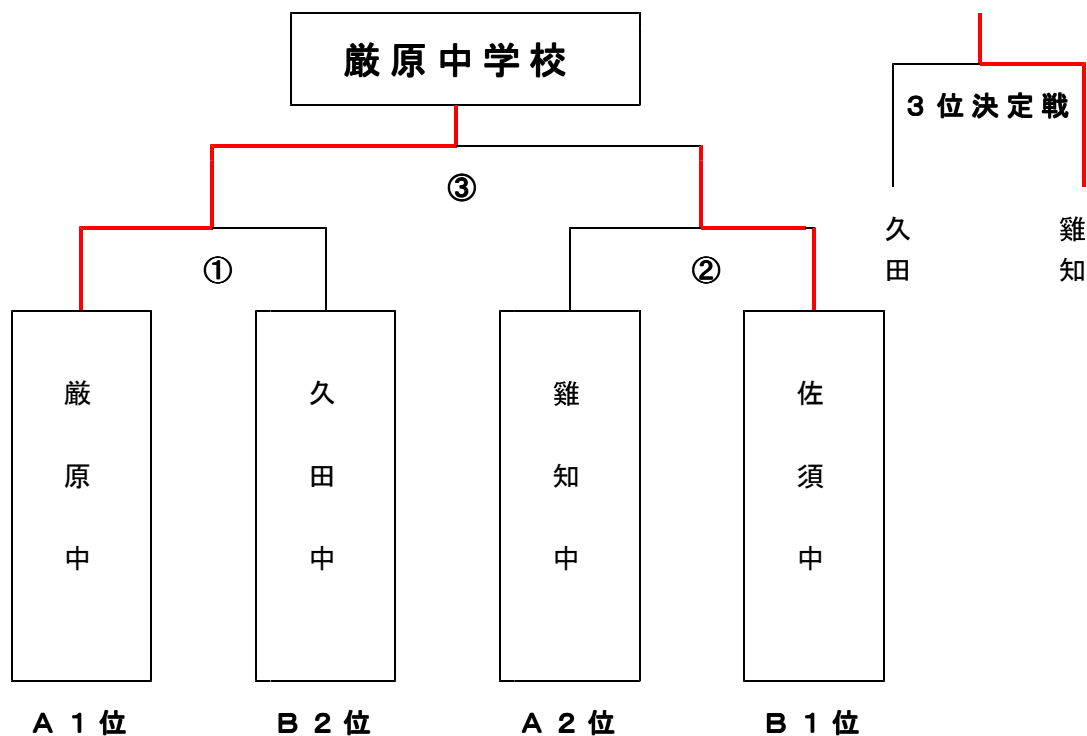 厳原中学校
3位決定戦
③
久田
雞知
①
②
厳原中
久田中
雞知中
佐須中
A1位
B2位
A2位
B1位